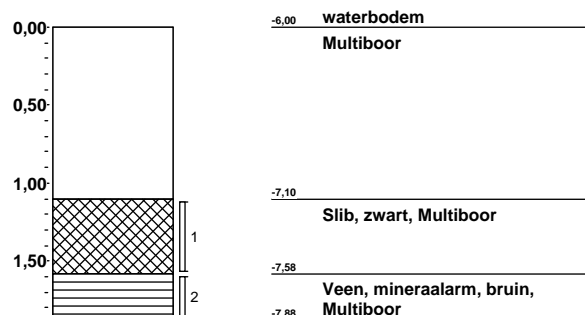 0,00
-6,00 waterbodem
Multiboor
0,50
1,00
-7,10
Slib, zwart, Multiboor
1
1,50
-7,58
Veen, mineraalarm, bruin,
2
Multiboor
-7,88